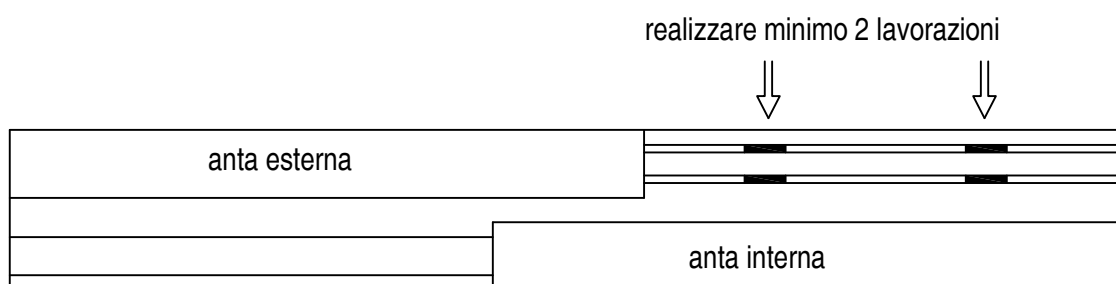 realizzare minimo 2 lavorazioni
anta esterna
anta interna